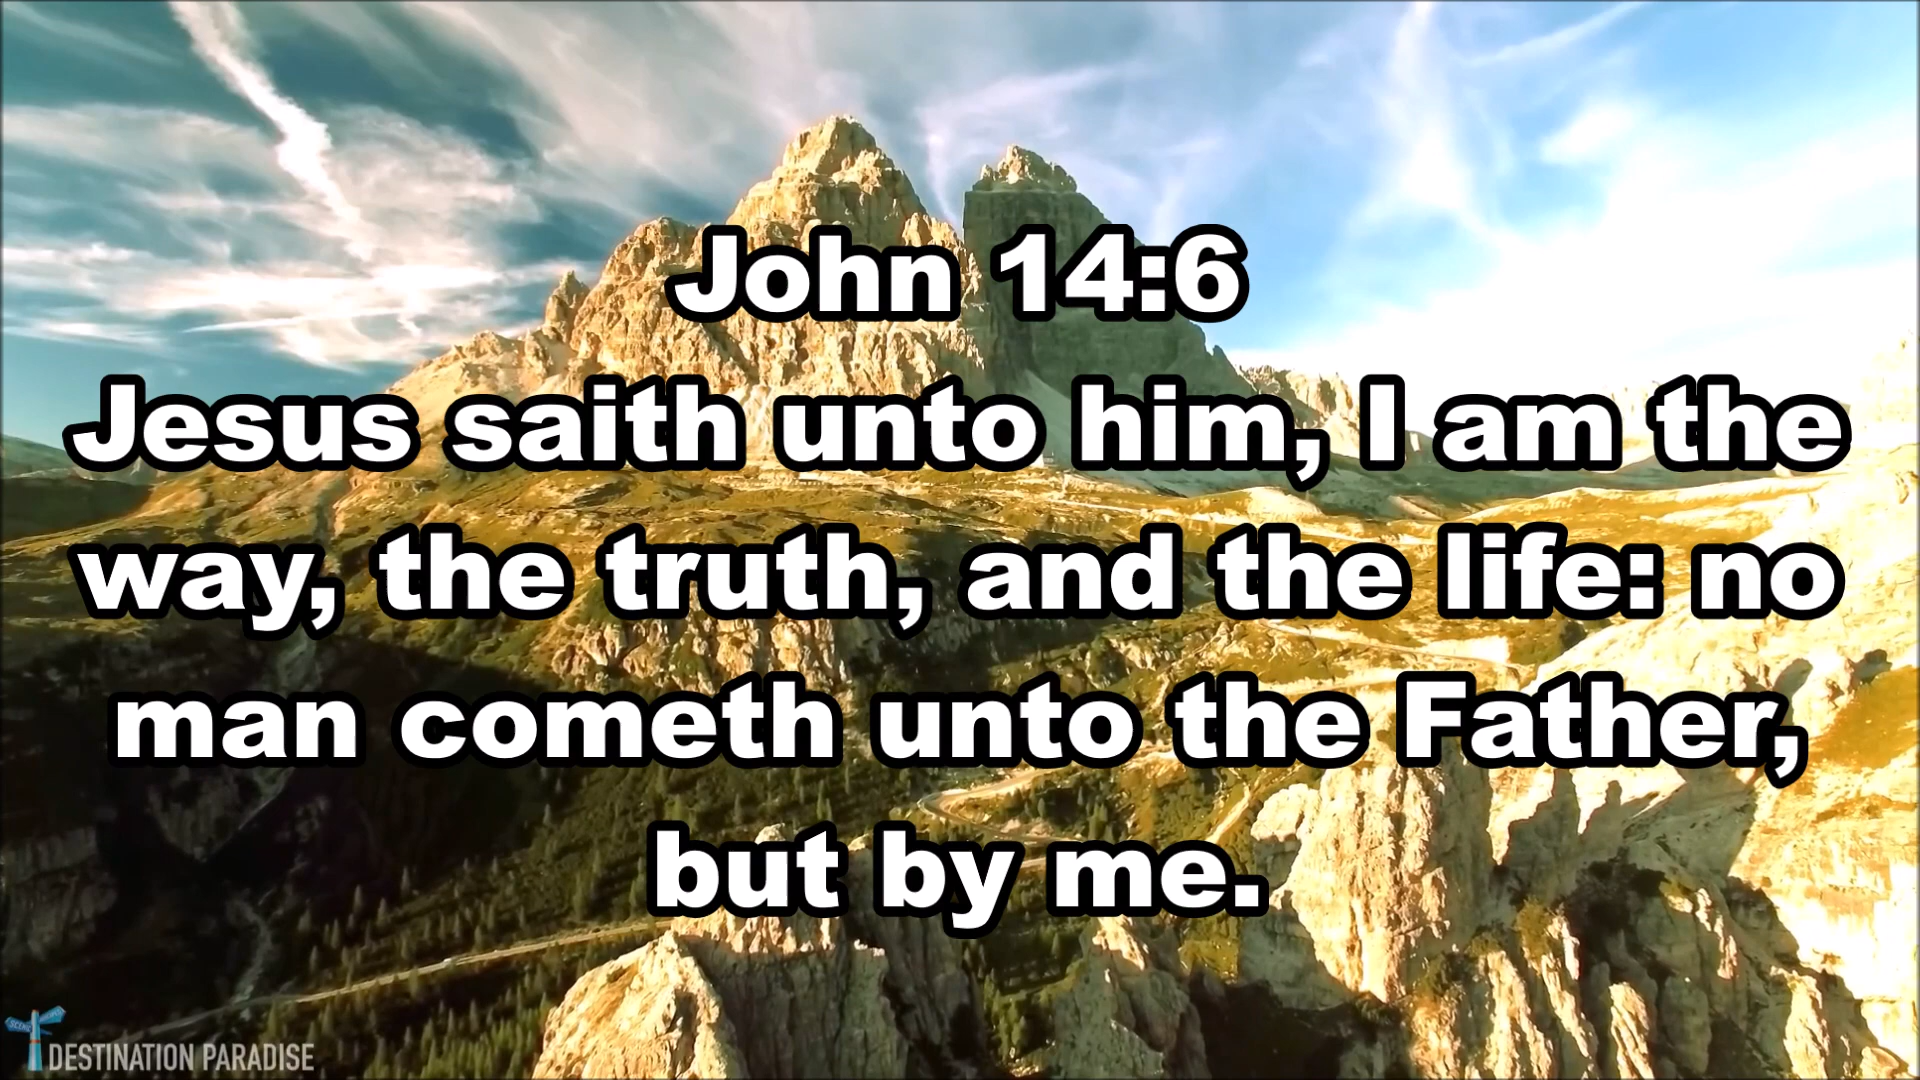 John 14:6
Jesus saith unto him, I am the
way, the truth, and the life: no
man cometh unto the Father,
but by me.
DESTINATION PARADISE